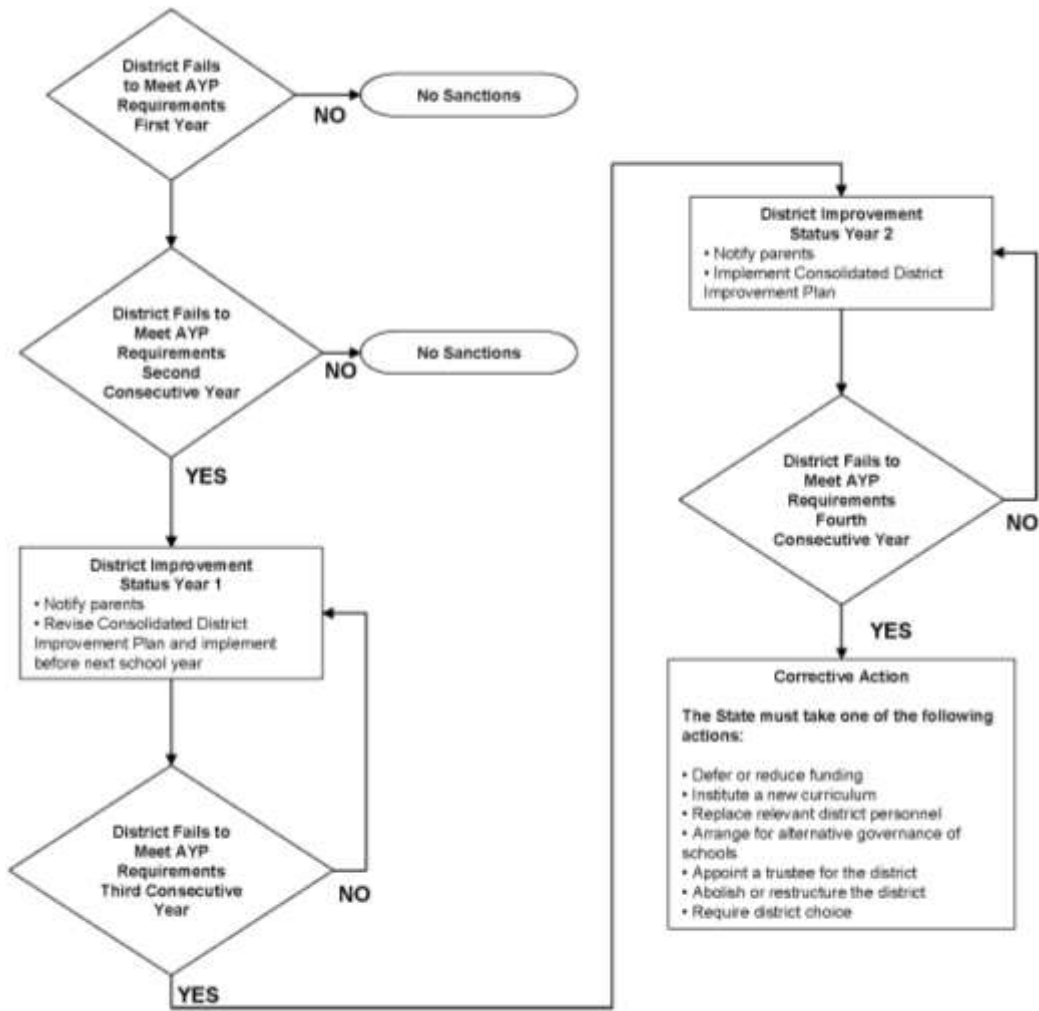 District Fails
to Meet AYP
Requirements
First Year
NO
No Sanctions
District Fails to
Meet AYP
Requirements
Second
Consecutive Year
NO
No Sanctions
YES
District Improvement
Status Year 1
• Notify parents
• Revise Consolidated District
Improvement Plan and implement
before next school year
District Fails to
Meet AYP
Requirements
Third Consecutive
Year
NO
YES
District Improvement
Status Year 2
• Notify parents
• Implement Consolidated District
Improvement Plan
District Fails to
Meet AYP
Requirements
Fourth
Consecutive Year
NO
YES
Corrective Action
The State must take one of the following
actions:
• Defer or reduce funding
• Institute a new curriculum
• Replace relevant district personnel
• Arrange for alternative governance of
schools
• Appoint a trustee for the district
• Abolish or restructure the district
• Require district choice